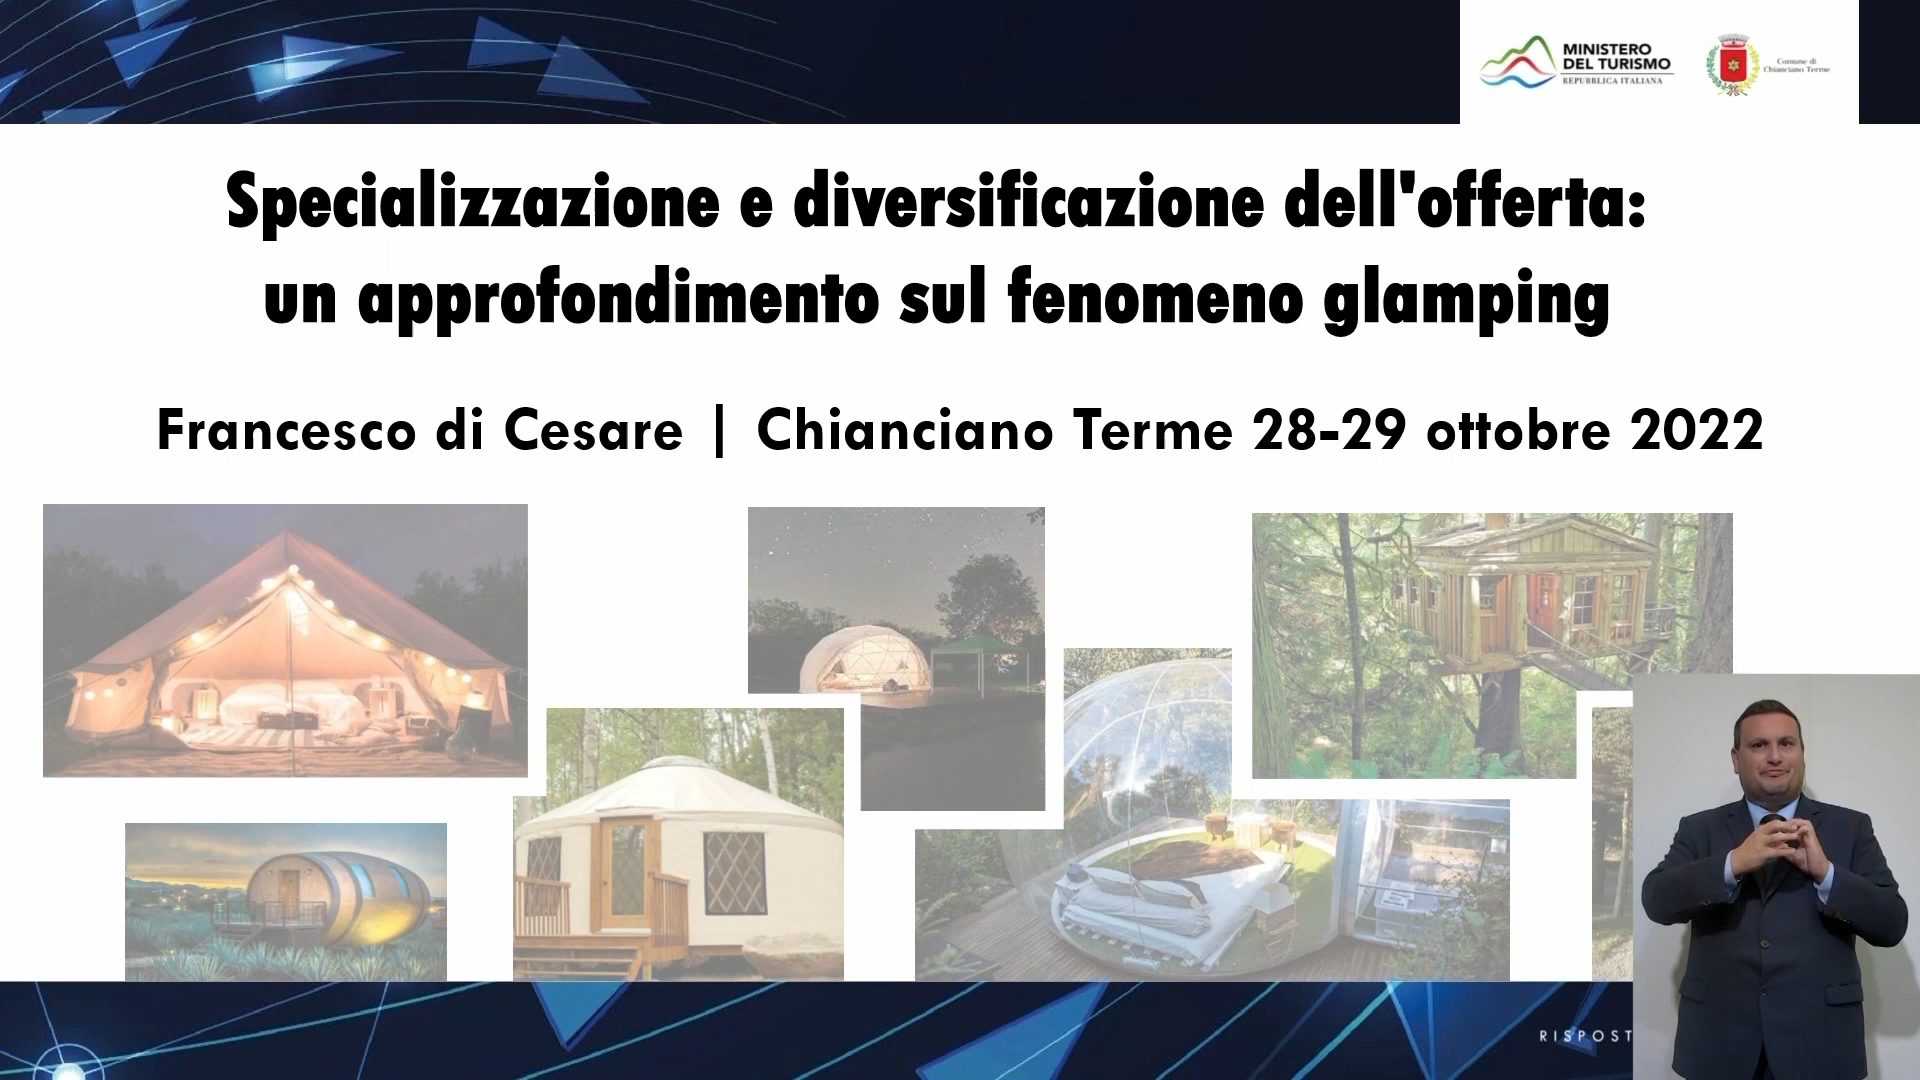 MINISTERO
DEL TURISMO
REPUBBLICA ITALIANA
Comune di
Chianciano Terme
Specializzazione e diversificazione dell'offerta:
un approfondimento sul fenomeno glamping
Francesco di Cesare | Chianciano Terme 28-29 ottobre 2022
RISPOST